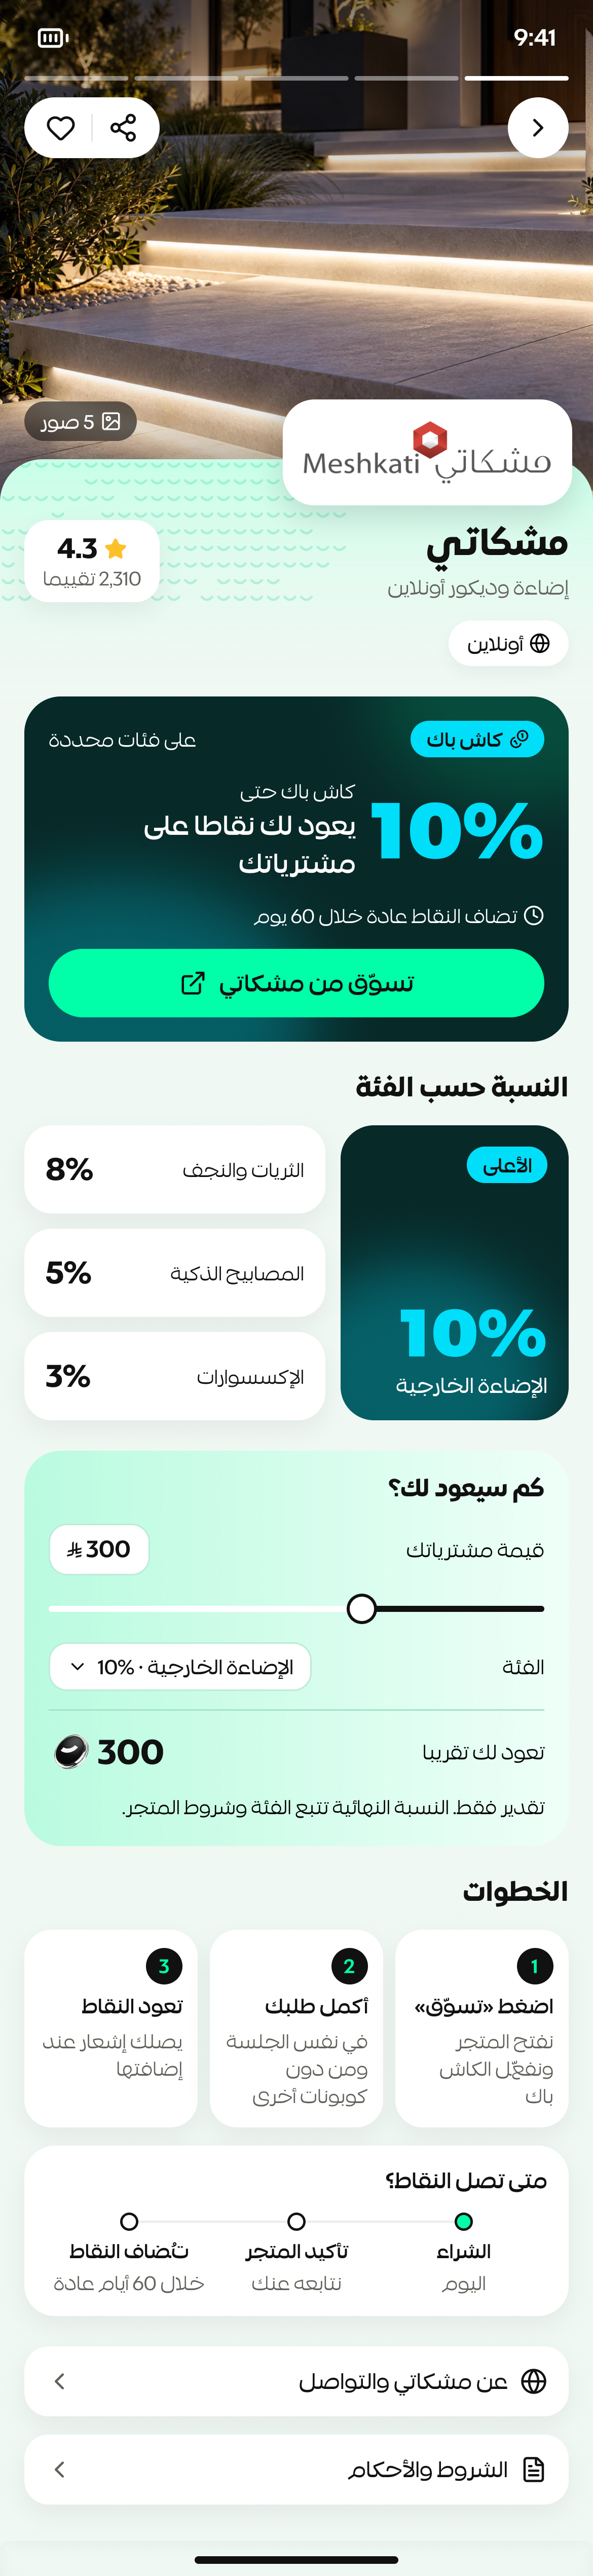 9:41
5 صور
مشكاتي Meshkati
مشكاتي
إضاءة وديكور أونلاين
4.3
2,310 تقييما
أونلاين
كاش باك
على فئات محددة
10%
كاش باك حتى
يعود لك نقاطا على
مشترياتك
تضاف النقاط عادة خلال 60 يوم
تسوّق من مشكاتي
النسبة حسب الفئة
الأعلى
10%
الإضاءة الخارجية
الثريات والنجف
8%
المصابيح الذكية
5%
الإكسسوارات
3%
كم سيعود لك؟
قيمة مشترياتك
300
الفئة
الإضاءة الخارجية · 10%
تعود لك تقريبا
300
تقدير فقط. النسبة النهائية تتبع الفئة وشروط المتجر.
الخطوات
1
اضغط «تسوّق»
نفتح المتجر
ونفعّل الكاش
باك
2
أكمل طلبك
في نفس الجلسة
ومن دون
كوبونات أخرى
3
تعود النقاط
يصلك إشعار عند
إضافتها
متى تصل النقاط؟
الشراء
اليوم
تأكيد المتجر
نتابعه عنك
تُضاف النقاط
خلال 60 أيام عادة
عن مشكاتي والتواصل
الشروط والأحكام